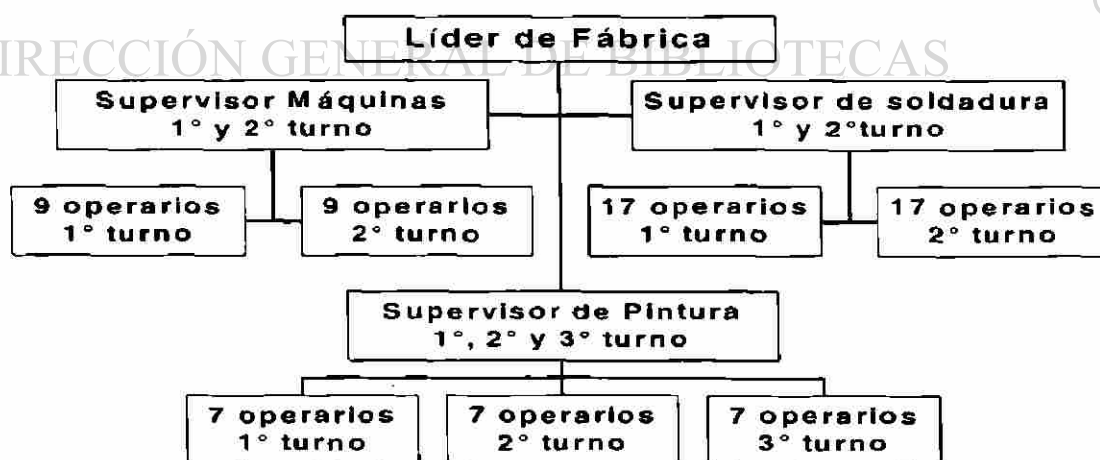 Líder de Fábrica
DIRECCIÓN GENERAL DE BIBLIOTECAS
Supervisor Máquinas
1° y 2° turno
Supervisor de soldadura
1° y 2°turno
9 operarios
1° turno
9 operarios
2° turno
17 operarios
1° turno
17 operarios
2° turno
Supervisor de Pintura
1°, 2° y 3° turno
7 operarios
1° turno
7 operarios
2° turno
7 operarios
3° turno